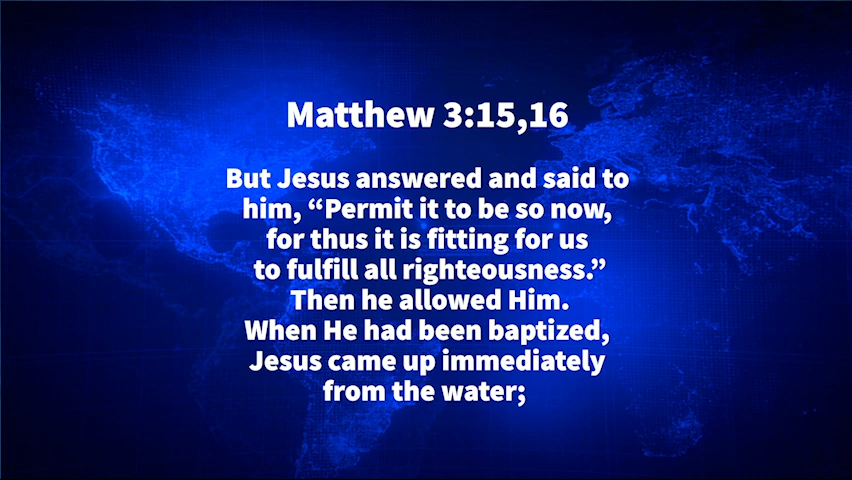 Matthew 3:15,16
But Jesus answered and said to
him, “Permit it to be so now,
for thus it is fitting for us
to fulfill all righteousness.”
Then he allowed Him.
When He had been baptized,
Jesus came up immediately
from the water;